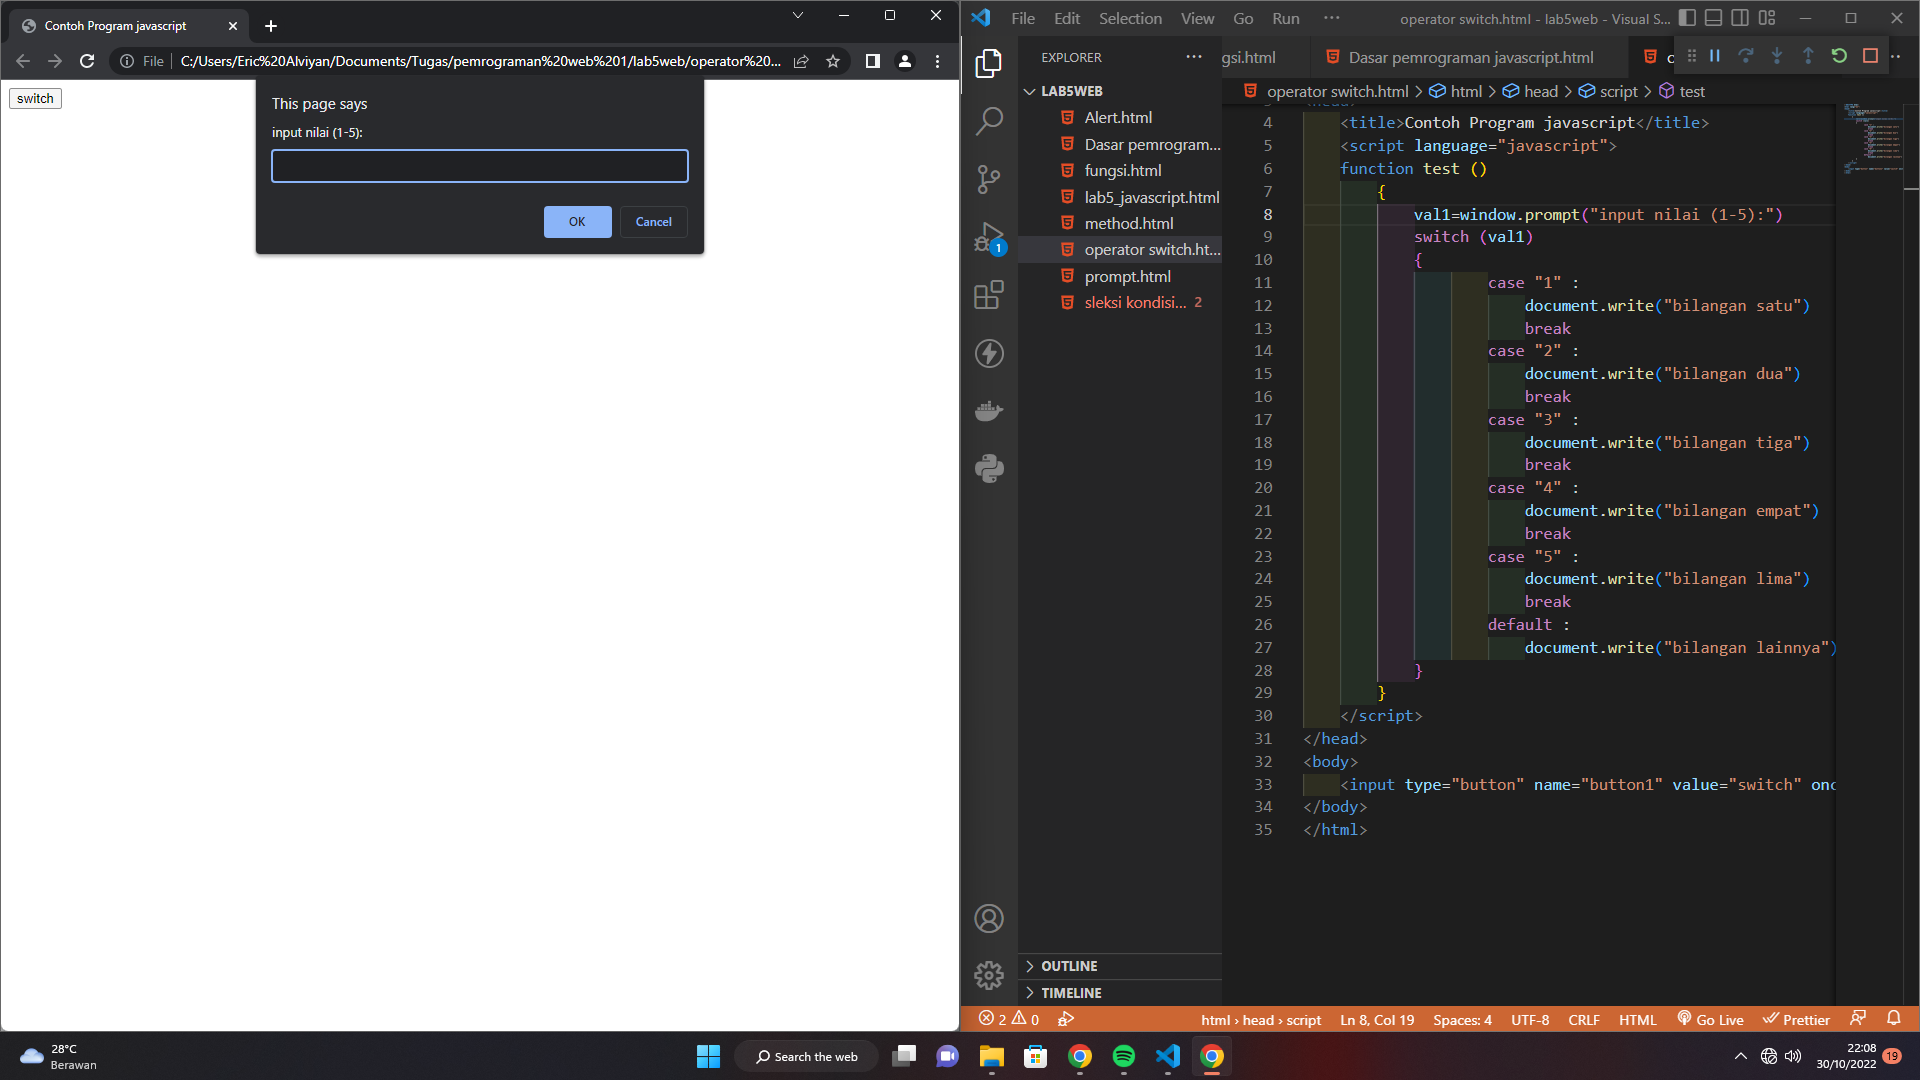 Contoh Program javascript
File
C:/Users/Eric%20Alviyan/Documents/Tugas/pemrograman%20web%201/lab5web/operator%20...
switch
This page says
input nilai (1-5):
OK
Cancel
File Edit Selection View Go Run ...
operator switch.html - lab5web - Visual S...
EXPLORER
LAB5WEB
Alert.html
Dasar pemrogram...
fungsi.html
lab5_javascript.html
method.html
operator switch.ht...
prompt.html
sleksi kondisi... 2
1
OUTLINE
TIMELINE
gsi.html
Dasar pemrograman javascript.html
operator switch.html > html > head > script > test
4 <title>Contoh Program javascript</title>
5 <script language="javascript">
6 function test ()
7 {
8 val1=window.prompt("input nilai (1-5):")
9 switch (val1)
10 {
11 case "1" :
12 document.write("bilangan satu")
13 break
14 case "2" :
15 document.write("bilangan dua")
16 break
17 case "3" :
18 document.write("bilangan tiga")
19 break
20 case "4" :
21 document.write("bilangan empat")
22 break
23 case "5" :
24 document.write("bilangan lima")
25 break
26 default :
27 document.write("bilangan lainnya")
28 }
29 }
30 </script>
31 </head>
32 <body>
33 <input type="button" name="button1" value="switch" onc
34 </body>
35 </html>
2 0
html > head > script
Ln 8, Col 19
Spaces: 4
UTF-8
CRLF
HTML
Go Live
Prettier
28°C
Berawan
Search the web
22:08
30/10/2022
19